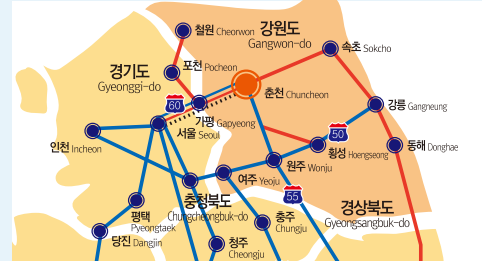 철원 Cheorwon
강원도
Gangwon-do
속초 Sokcho
포천 Pocheon
경기도
Gyeonggi-do
춘천 Chuncheon
60
가평 Gapyeong
강릉 Gangneung
서울 Seoul
50
인천 Incheon
횡성 Hoengseong
동해 Donghae
원주 Wonju
여주 Yeoju
55
충청북도
Chungcheongbuk-do
경상북도
Gyeongsangbuk-do
평택
Pyeongtaek
충주
Chungju
당진 Dangjin
청주
Cheongju